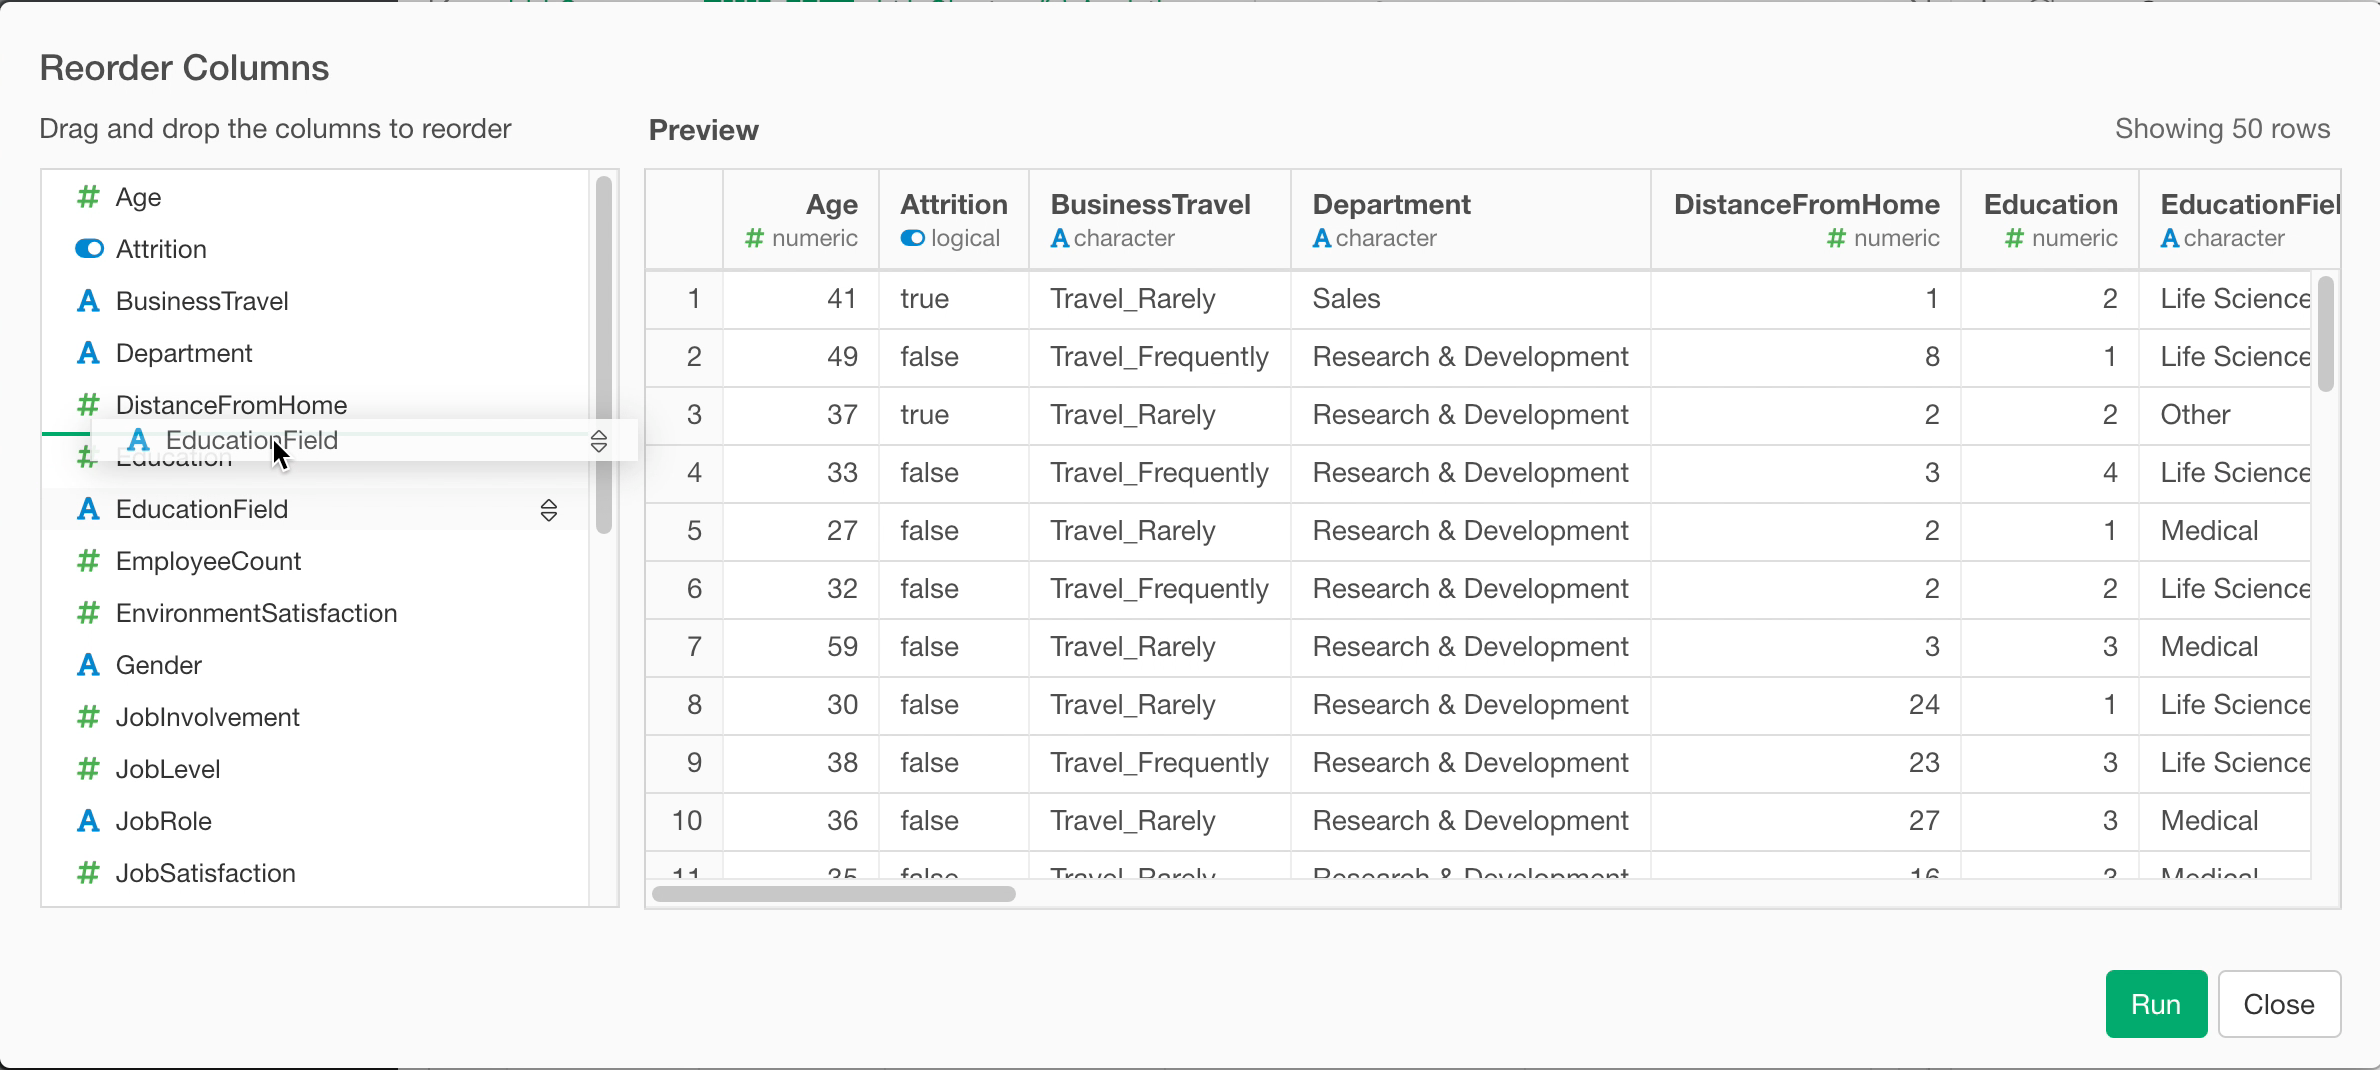 Reorder Columns
Drag and drop the columns to reorder
Age
Attrition
BusinessTravel
Department
DistanceFromHome
EducationField
Education
EducationField
EmployeeCount
EnvironmentSatisfaction
Gender
JobInvolvement
JobLevel
JobRole
JobSatisfaction
Preview
Showing 50 rows
Age Attrition BusinessTravel Department DistanceFromHome Education EducationFiel
# numeric logical A character A character # numeric # numeric A character
1 41 true Travel_Rarely Sales 1 2 Life Science
2 49 false Travel_Frequently Research & Development 8 1 Life Science
3 37 true Travel_Rarely Research & Development 2 2 Other
4 33 false Travel_Frequently Research & Development 3 4 Life Science
5 27 false Travel_Rarely Research & Development 2 1 Medical
6 32 false Travel_Frequently Research & Development 2 2 Life Science
7 59 false Travel_Rarely Research & Development 3 3 Medical
8 30 false Travel_Rarely Research & Development 24 1 Life Science
9 38 false Travel_Frequently Research & Development 23 3 Life Science
10 36 false Travel_Rarely Research & Development 27 3 Medical
11 35 false Travel_Rarely Research & Development 16 3 Medical
Run Close